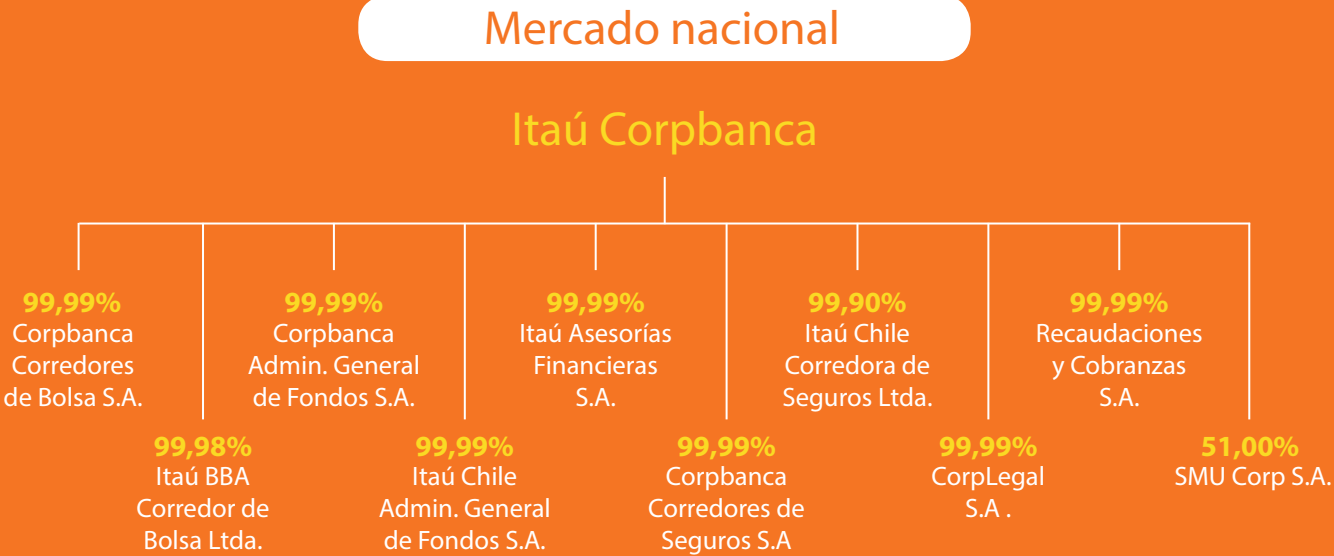 Mercado nacional
Itaú Corpbanca
99,99%
Corpbanca
Corredores
de Bolsa S.A.
99,98%
Itaú BBA
Corredor de
Bolsa Ltda.
99,99%
Corpbanca
Admin. General
de Fondos S.A.
99,99%
Itaú Chile
Admin. General
de Fondos S.A.
99,99%
Itaú Asesorías
Financieras
S.A.
99,99%
Corpbanca
Corredores de
Seguros S.A
99,90%
Itaú Chile
Corredora de
Seguros Ltda.
99,99%
CorpLegal
S.A .
99,99%
Recaudaciones
y Cobranzas
S.A.
51,00%
SMU Corp S.A.